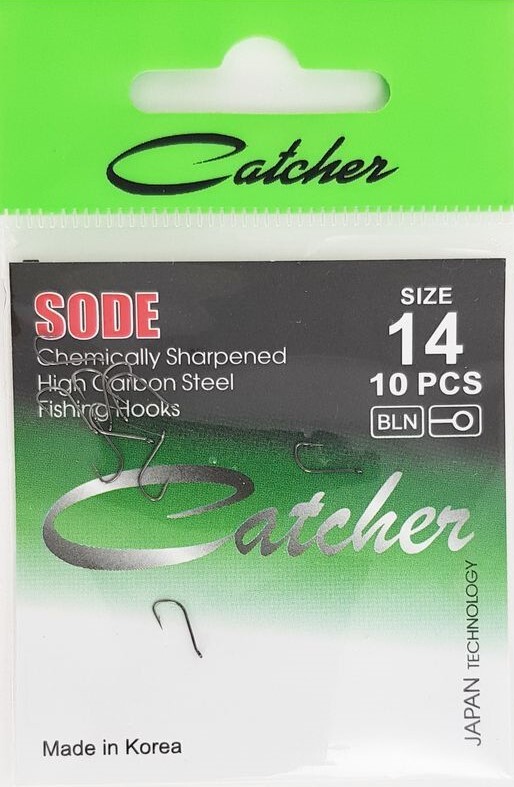 Catcher
SODE
Chemically Sharpened
High Carbon Steel
Fishing Hooks
SIZE
14
10 PCS
BLN
Catcher
JAPAN TECHNOLOGY
Made in Korea